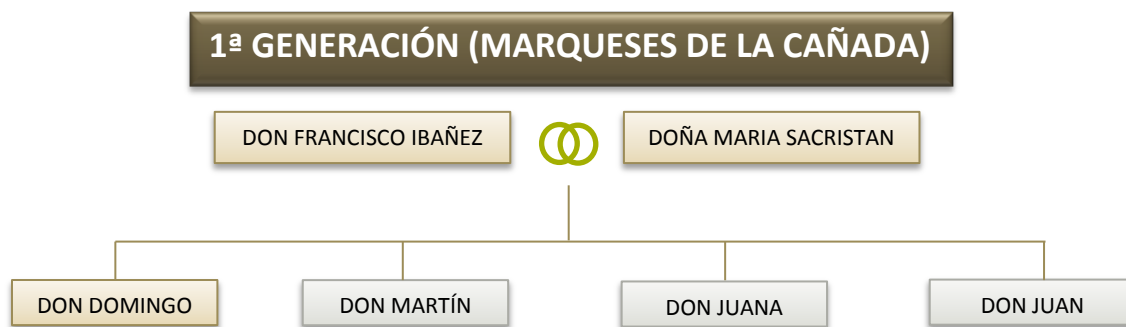 1ª GENERACIÓN (MARQUESES DE LA CAÑADA)
DON FRANCISCO IBAÑEZ
DOÑA MARIA SACRISTAN
DON DOMINGO
DON MARTÍN
DON JUANA
DON JUAN